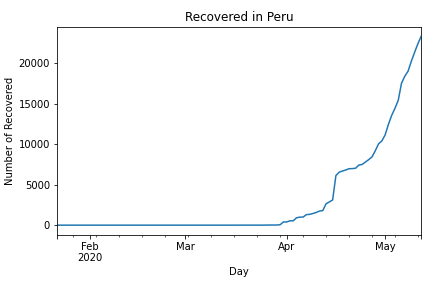 Recovered in Peru
Number of Recovered
20000
15000
10000
5000
0
Feb
2020
Mar
Apr
May
Day